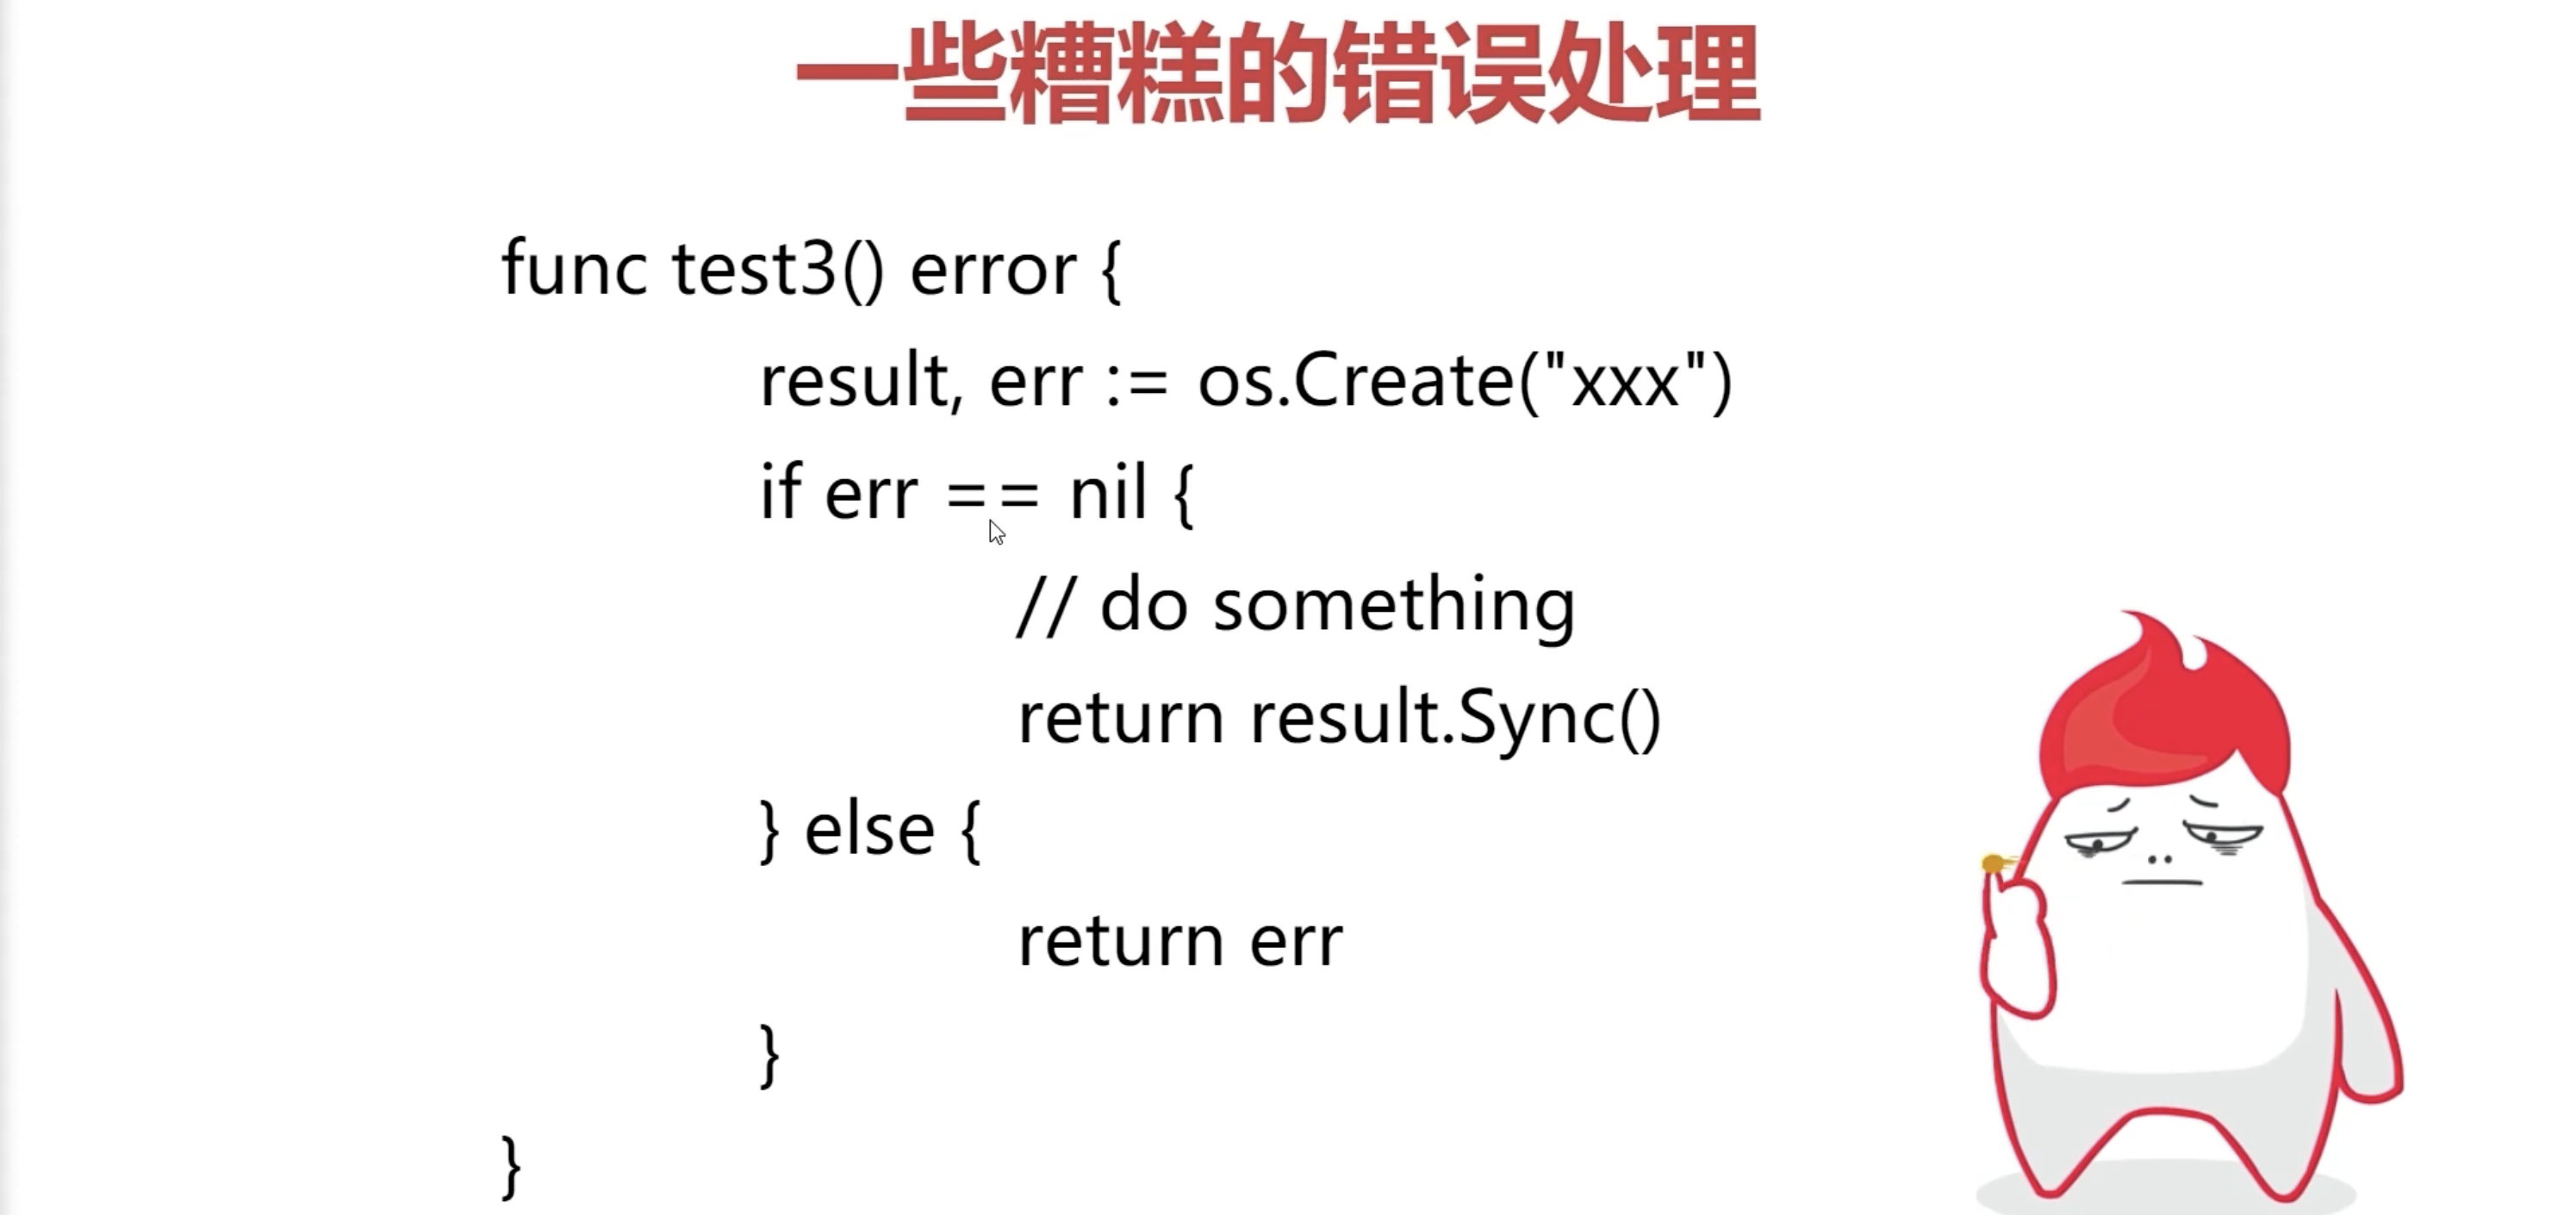 一些糟糕的错误处理
func test3() error {
result, err := os.Create("xxx")
if err == nil {
// do something
return result.Sync()
} else {
return err
}
}